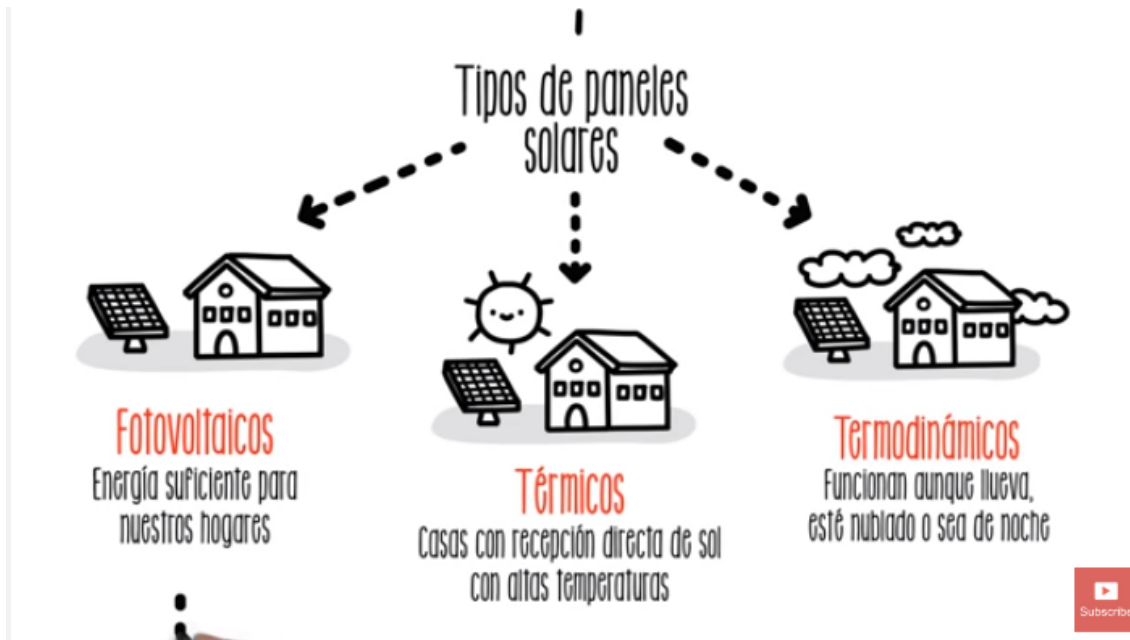 Tipos de paneles
solares
Fotovoltaicos
Energía suficiente para
nuestros hogares
Térmicos
Casas con recepción directa de sol
con altas temperaturas
Termodinámicos
Funcionan aunque llueva,
esté nublado o sea de noche
Subscribe